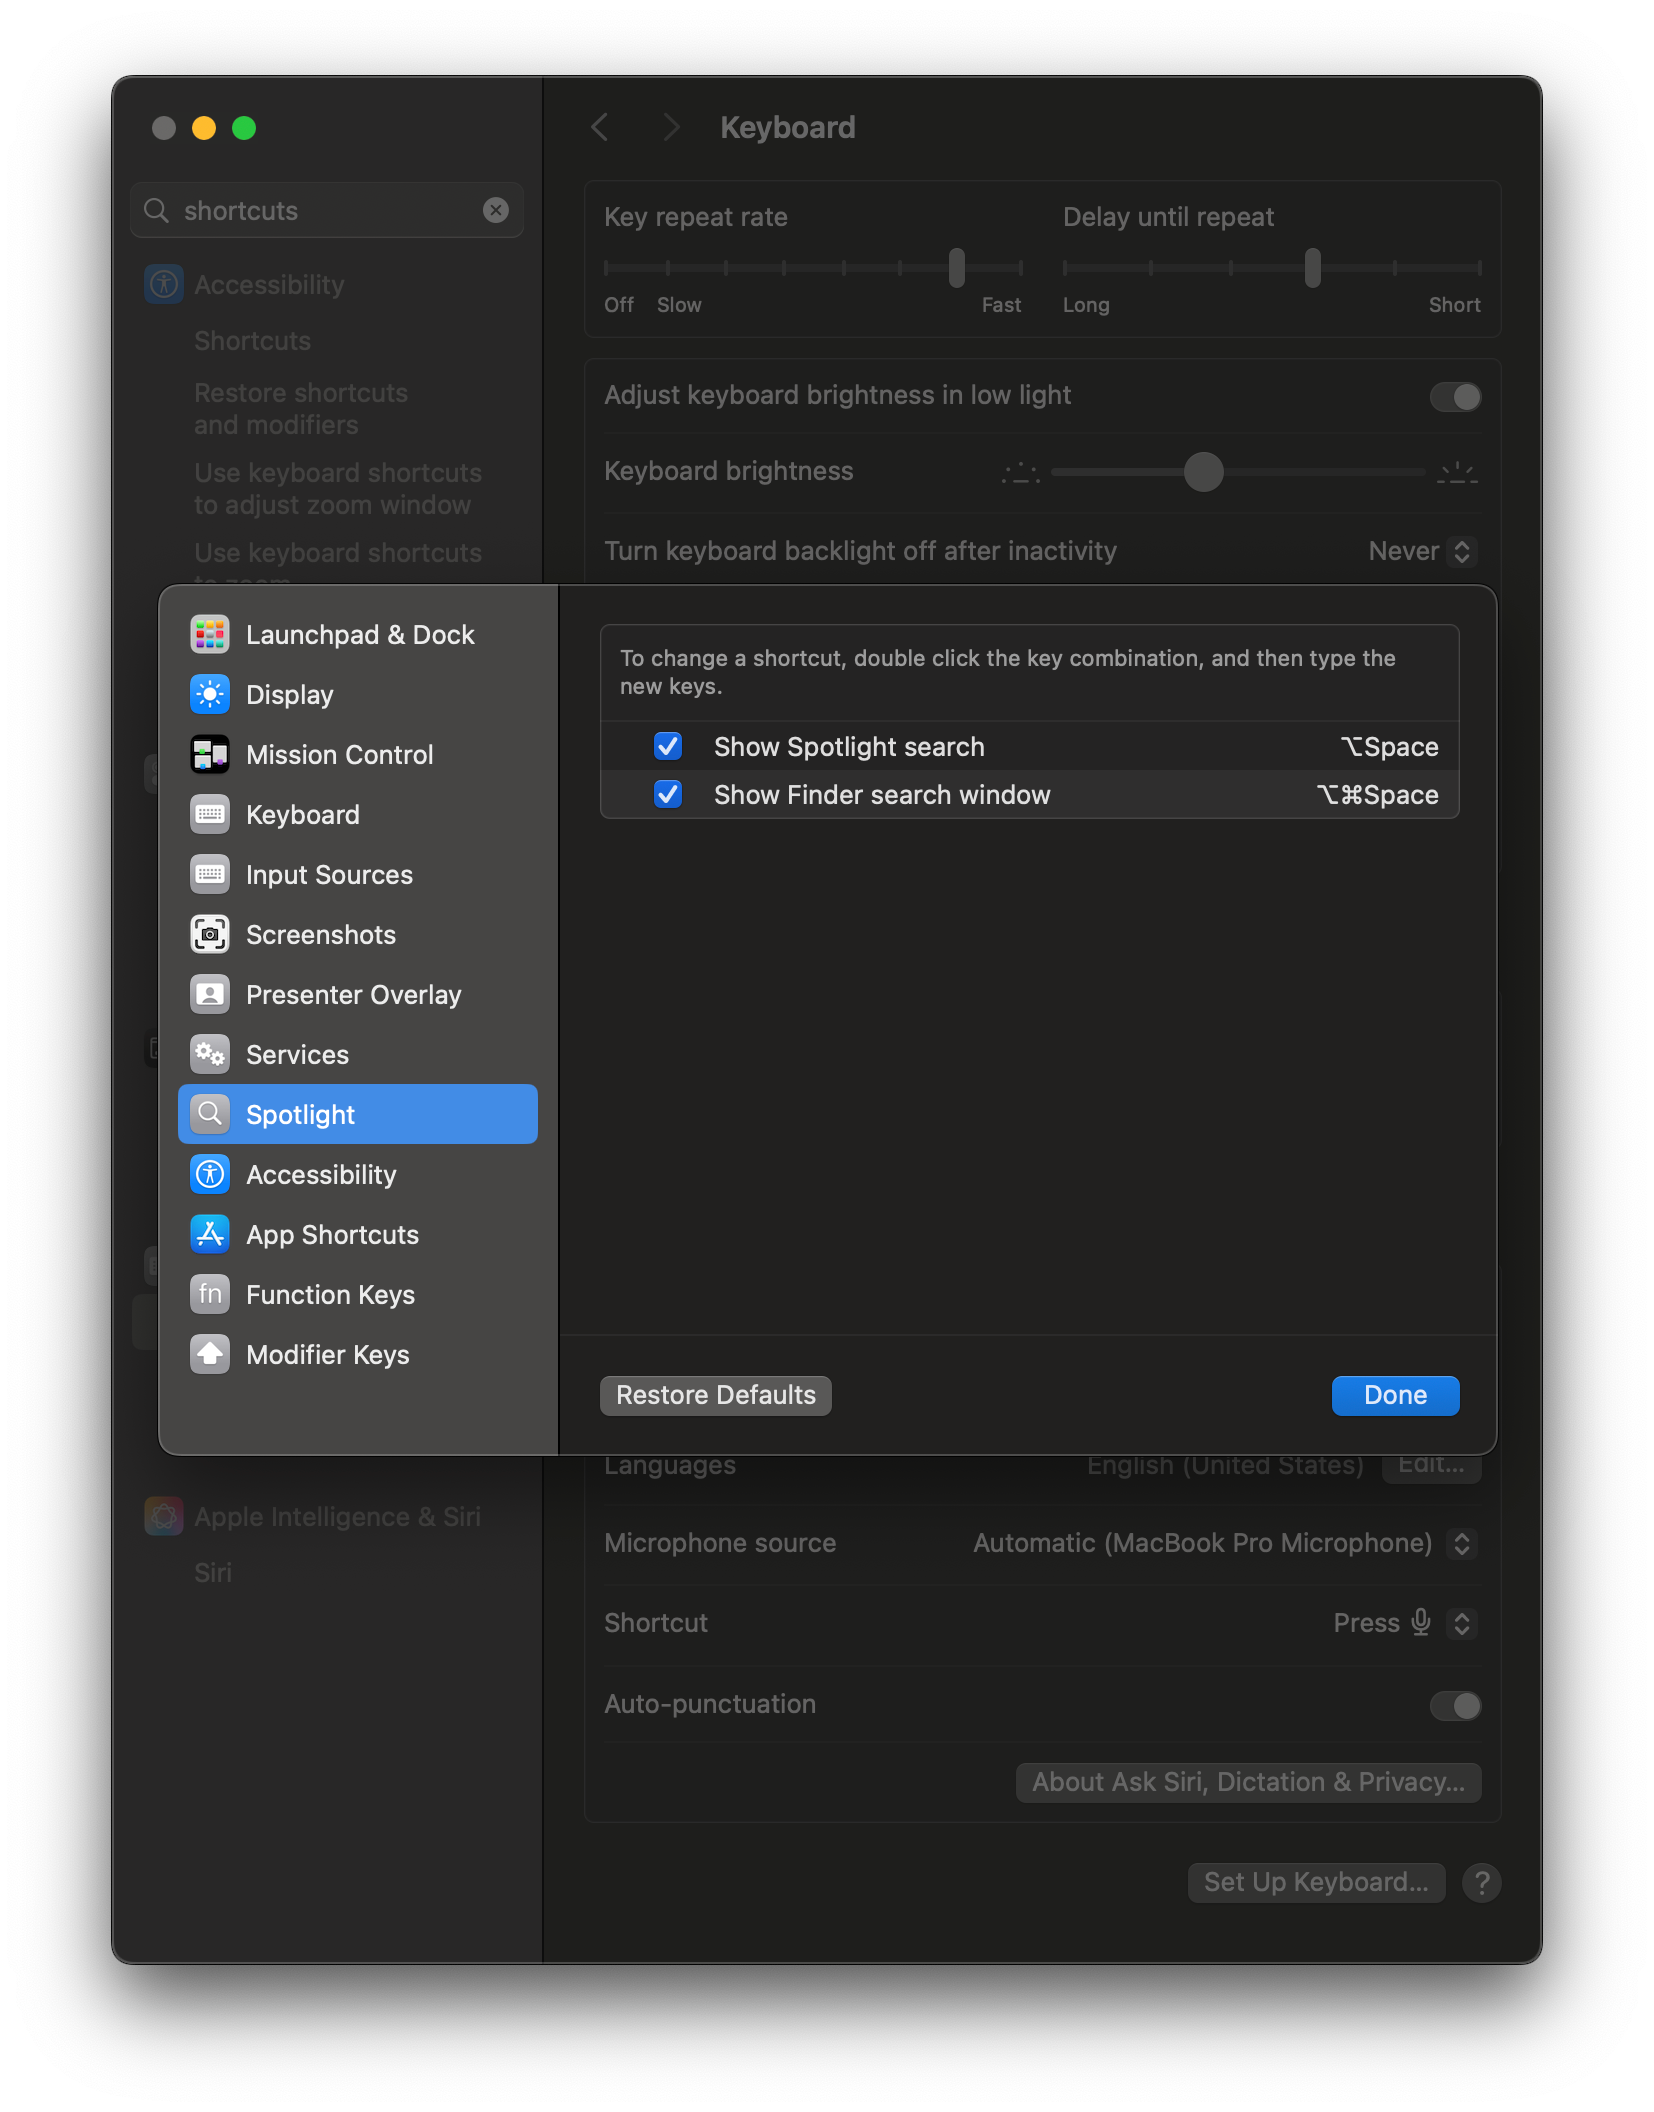 Keyboard
shortcuts
Key repeat rate
Delay until repeat
Off
Slow
Fast
Long
Short
Accessibility
Shortcuts
Restore shortcuts
and modifiers
Use keyboard shortcuts
to adjust zoom window
Use keyboard shortcuts
to zoom
Adjust keyboard brightness in low light
Keyboard brightness
Turn keyboard backlight off after inactivity
Never
Launchpad & Dock
Display
Mission Control
Keyboard
Input Sources
Screenshots
Presenter Overlay
Services
Spotlight
Accessibility
App Shortcuts
Function Keys
fn
Modifier Keys
To change a shortcut, double click the key combination, and then type the
new keys.
Show Spotlight search
⌥Space
Show Finder search window
⌥⌘Space
Restore Defaults
Done
Languages
English (United States)
Edit...
Apple Intelligence & Siri
Siri
Microphone source
Automatic (MacBook Pro Microphone)
Shortcut
Press
Auto-punctuation
About Ask Siri, Dictation & Privacy...
Set Up Keyboard...
?